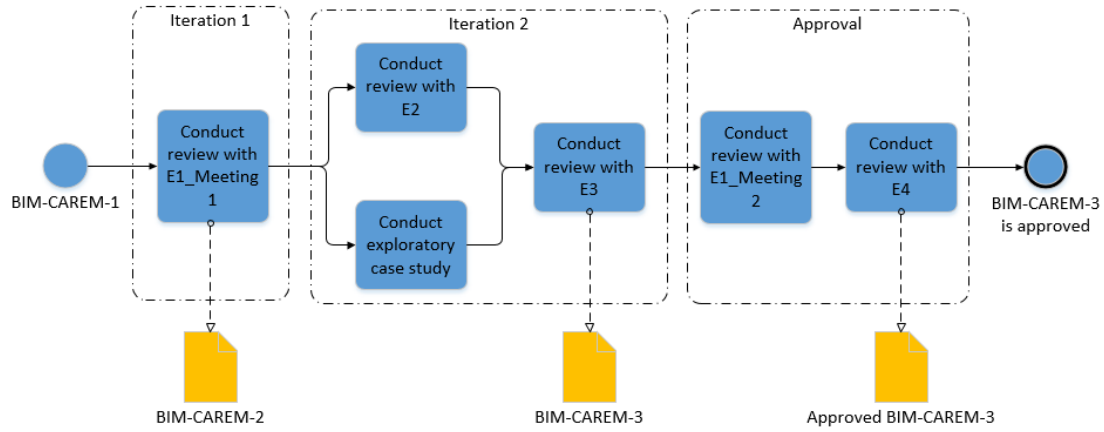 Iteration 1
Iteration 2
Approval
Conduct
review with
E2
Conduct
review with
E1_Meeting
1
Conduct
review with
E3
Conduct
review with
E1_Meeting
2
Conduct
review with
E4
BIM-CAREM-1
Conduct
exploratory
case study
BIM-CAREM-3
is approved
BIM-CAREM-2
BIM-CAREM-3
Approved BIM-CAREM-3